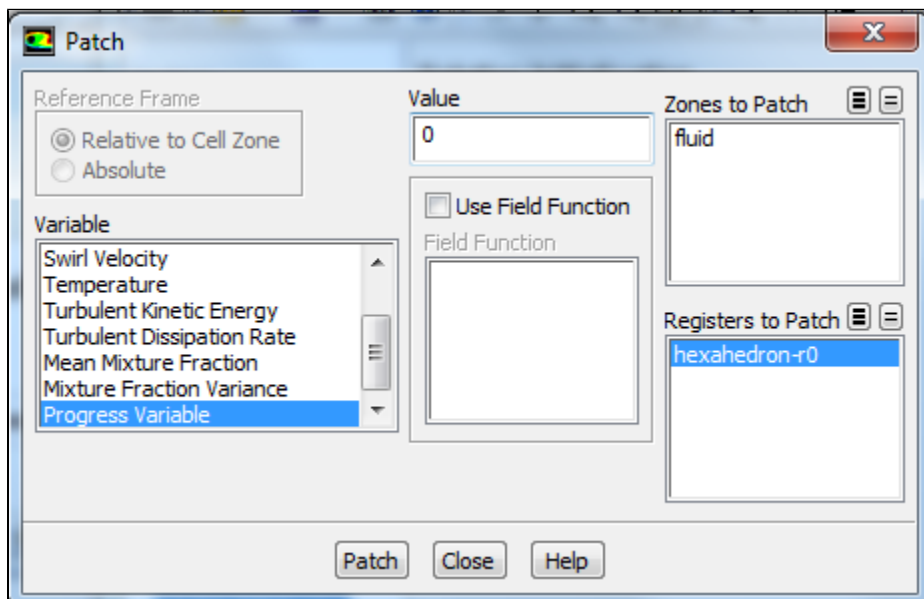 Patch
Reference Frame
Relative to Cell Zone
Absolute
Variable
Swirl Velocity
Temperature
Turbulent Kinetic Energy
Turbulent Dissipation Rate
Mean Mixture Fraction
Mixture Fraction Variance
Progress Variable
Value
0
Use Field Function
Field Function
Zones to Patch
fluid
Registers to Patch
hexahedron-r0
Patch
Close
Help